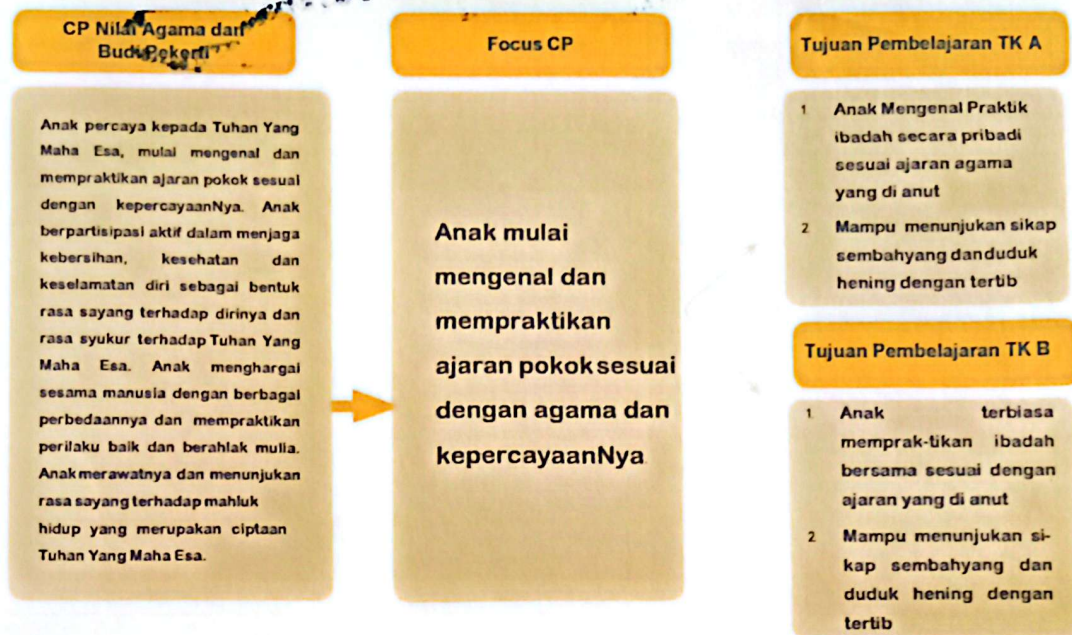 CP Nilai Agama dan
Budi Pekerti
Anak percaya kepada Tuhan Yang
Maha Esa, mulai mengenal dan
mempraktikan ajaran pokok sesuai
dengan kepercayaanNya. Anak
berpartisipasi aktif dalam menjaga
kebersihan, kesehatan dan
keselamatan diri sebagai bentuk
rasa sayang terhadap dirinya dan
rasa syukur terhadap Tuhan Yang
Maha Esa. Anak menghargai
sesama manusia dengan berbagai
perbedaannya dan mempraktikan
perilaku baik dan berahlak mulia.
Anak merawatnya dan menunjukan
rasa sayang terhadap mahluk
hidup yang merupakan ciptaan
Tuhan Yang Maha Esa.
Focus CP
Anak mulai
mengenal dan
mempraktikan
ajaran pokok sesuai
dengan agama dan
kepercayaanNya
Tujuan Pembelajaran TK A
1 Anak Mengenal Praktik
ibadah secara pribadi
sesuai ajaran agama
yang di anut
2 Mampu menunjukan sikap
sembahyang danduduk
hening dengan tertib
Tujuan Pembelajaran TK B
1 Anak terbiasa
memprak-tikan ibadah
bersama sesuai dengan
ajaran yang di anut
2 Mampu menunjukan si-
kap sembahyang dan
duduk hening dengan
tertib